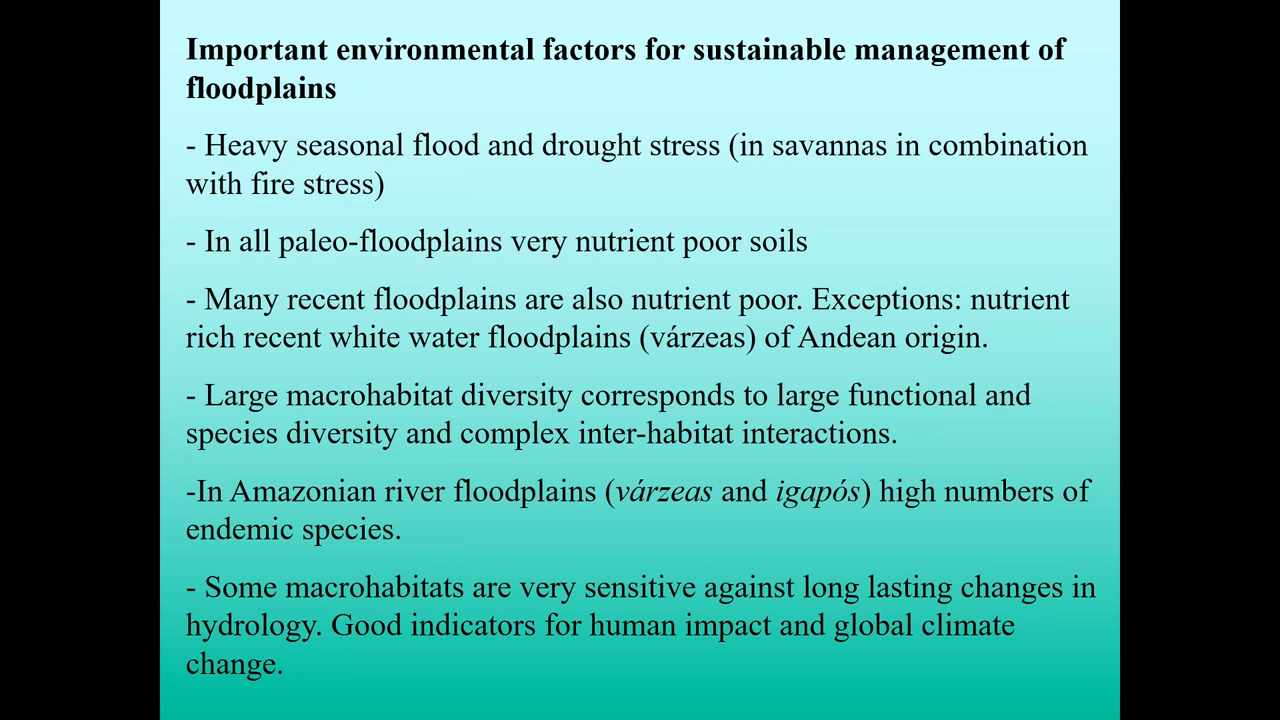 Important environmental factors for sustainable management of
floodplains
- Heavy seasonal flood and drought stress (in savannas in combination
with fire stress)
- In all paleo-floodplains very nutrient poor soils
- Many recent floodplains are also nutrient poor. Exceptions: nutrient
rich recent white water floodplains (várzeas) of Andean origin.
- Large macrohabitat diversity corresponds to large functional and
species diversity and complex inter-habitat interactions.
-In Amazonian river floodplains (várzeas and igapós) high numbers of
endemic species.
- Some macrohabitats are very sensitive against long lasting changes in
hydrology. Good indicators for human impact and global climate
change.